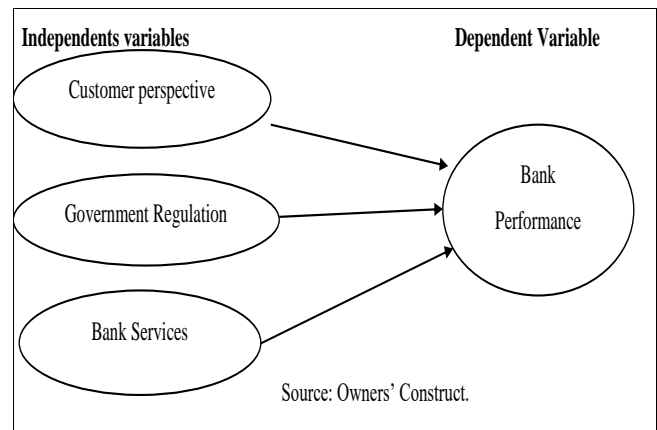 Independents variables
Dependent Variable
Customer perspective
Bank
Performance
Government Regulation
Bank Services
Source: Owners' Construct.